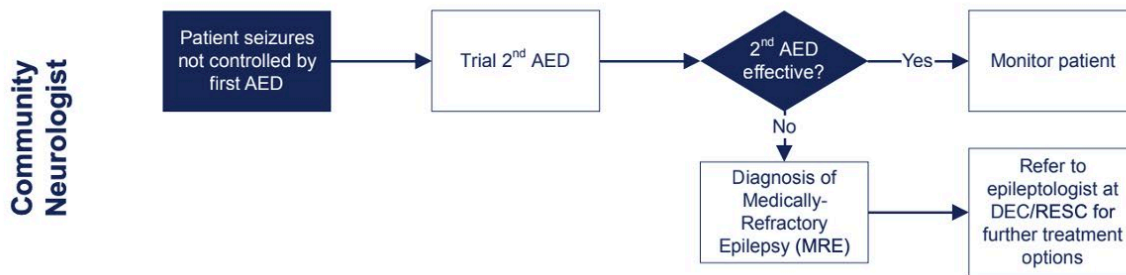 Community
Neurologist
Patient seizures
not controlled by
first AED
Trial 2nd AED
2nd AED
effective?
Yes
Monitor patient
No
Diagnosis of
Medically-
Refractory
Epilepsy (MRE)
Refer to
epileptologist at
DEC/RESC for
further treatment
options